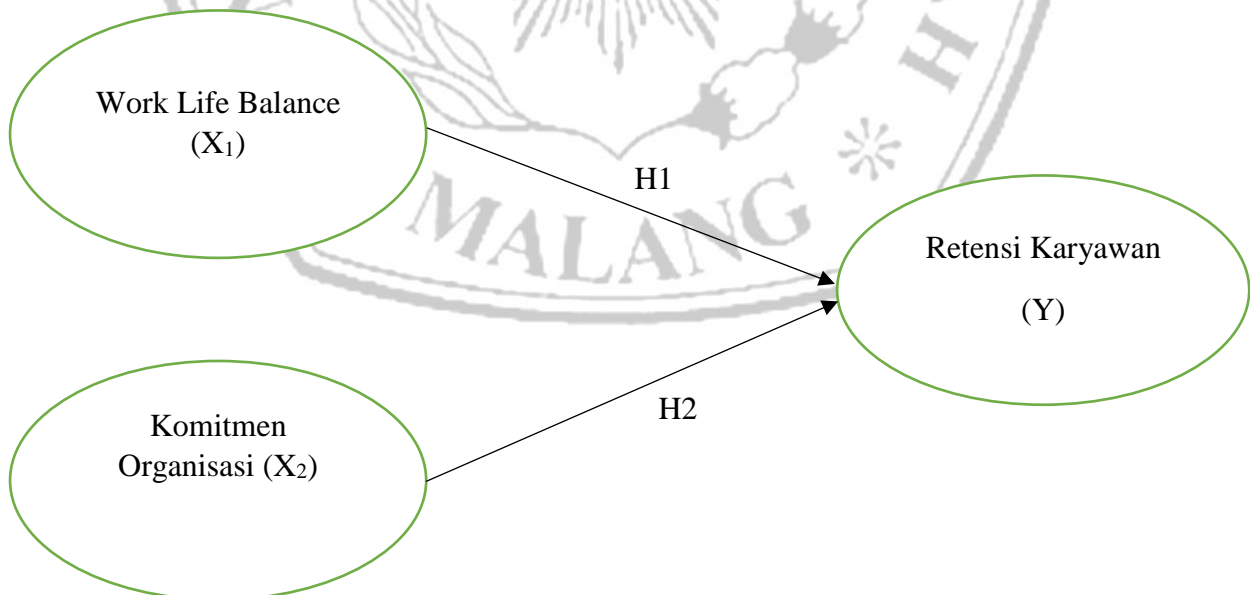 Work Life Balance
(X₁)
H1
MALANG
H
Retensi Karyawan
(Y)
H2
Komitmen
Organisasi (X₂)